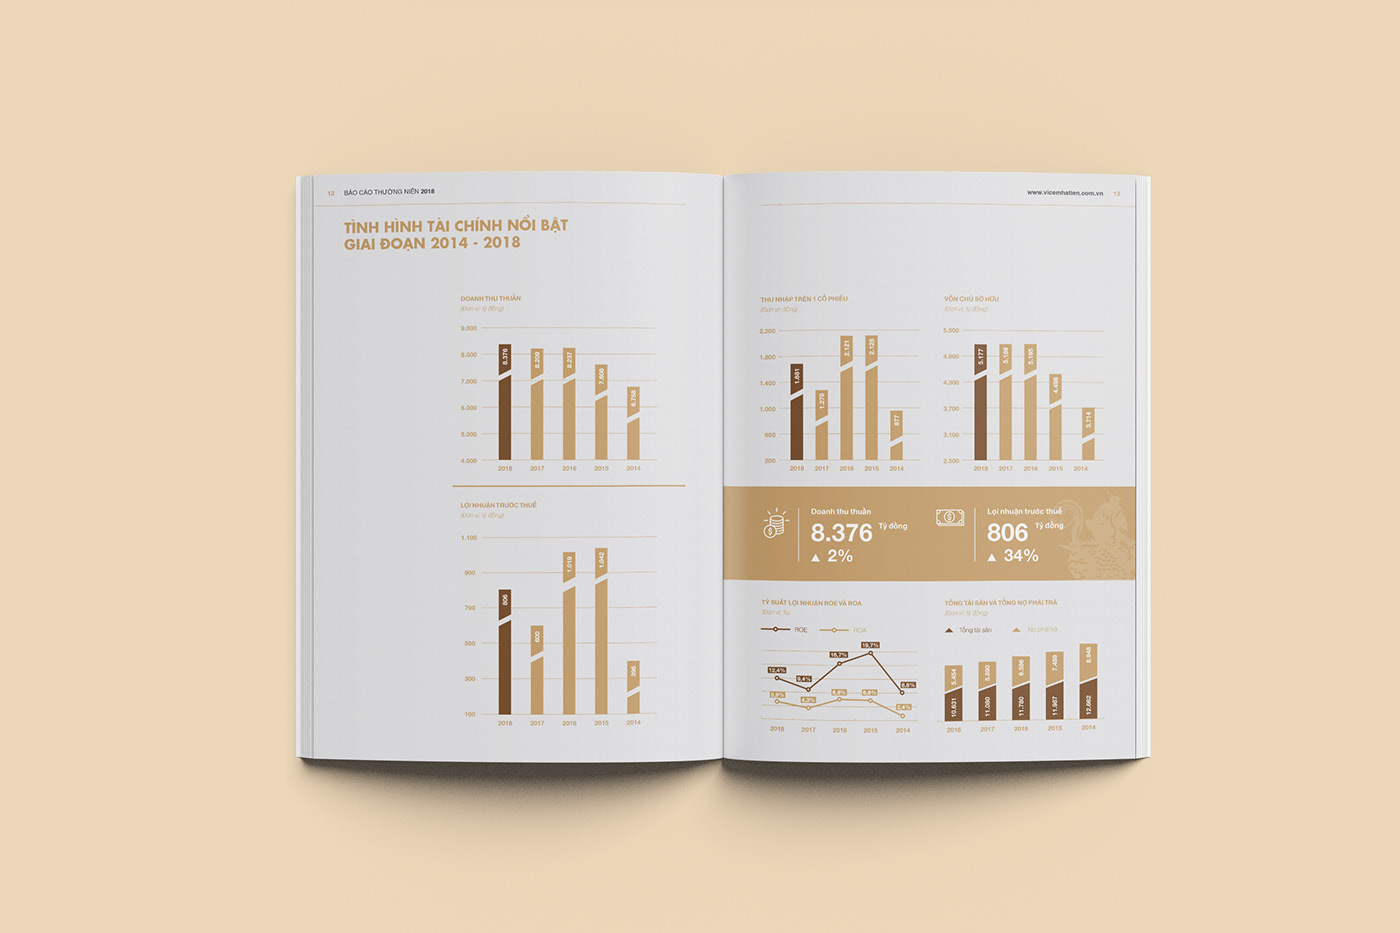 12 BÁO CÁO THƯỜNG NIÊN 2018
TÌNH HÌNH TÀI CHÍNH NỔI BẬT
GIAI ĐOẠN 2014 - 2018
DOANH THU THUẦN
(Đơn vị: tỷ đồng)
9.000
8.000
7.000
6.000
5.000
4.000
8.376 8.209 8.237 7.600 6.758
2018 2017 2016 2015 2014
LỢI NHUẬN TRƯỚC THUẾ
(Đơn vị: tỷ đồng)
1.100
900
700
500
300
100
806 600 1.019 1.042 396
2018 2017 2016 2015 2014
www.vicemhatien.com.vn 13
THU NHẬP TRÊN 1 CỔ PHIẾU
(Đơn vị: đồng)
2.200
1.800
1.400
1.000
600
200
1.681 1.278 2.121 2.125 977
2018 2017 2016 2015 2014
VỐN CHỦ SỞ HỮU
(Đơn vị: tỷ đồng)
5.500
4.900
4.300
3.700
3.100
2.500
5.177 5.189 5.195 4.498 3.714
2018 2017 2016 2015 2014
Doanh thu thuần
8.376 Tỷ đồng
▲ 2%
Lợi nhuận trước thuế
806 Tỷ đồng
▲ 34%
TỶ SUẤT LỢI NHUẬN ROE VÀ ROA
ROE ROA
12,4% 9,4% 16,7% 19,7% 8,8%
5,9% 4,3% 6,8% 6,6% 2,4%
2018 2017 2016 2015 2014
TỔNG TÀI SẢN VÀ TỔNG NỢ PHẢI TRẢ
(Đơn vị: tỷ đồng)
Tổng tài sản Nợ phải trả
5.454 5.890 6.586 7.489 8.948
10.631 11.080 11.780 11.987 12.662
2018 2017 2016 2015 2014